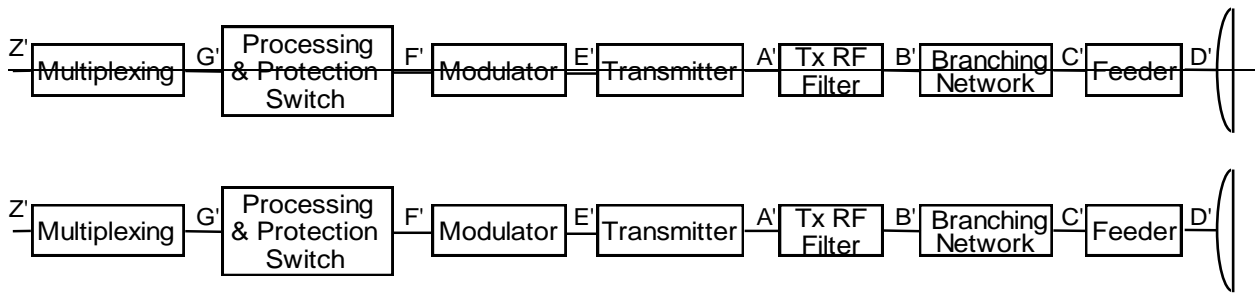 Z' Multiplexing G' Processing & Protection Switch F' Modulator E' Transmitter A' Tx RF Filter B' Branching Network C' Feeder D'
Z' Multiplexing G' Processing & Protection Switch F' Modulator E' Transmitter A' Tx RF Filter B' Branching Network C' Feeder D'